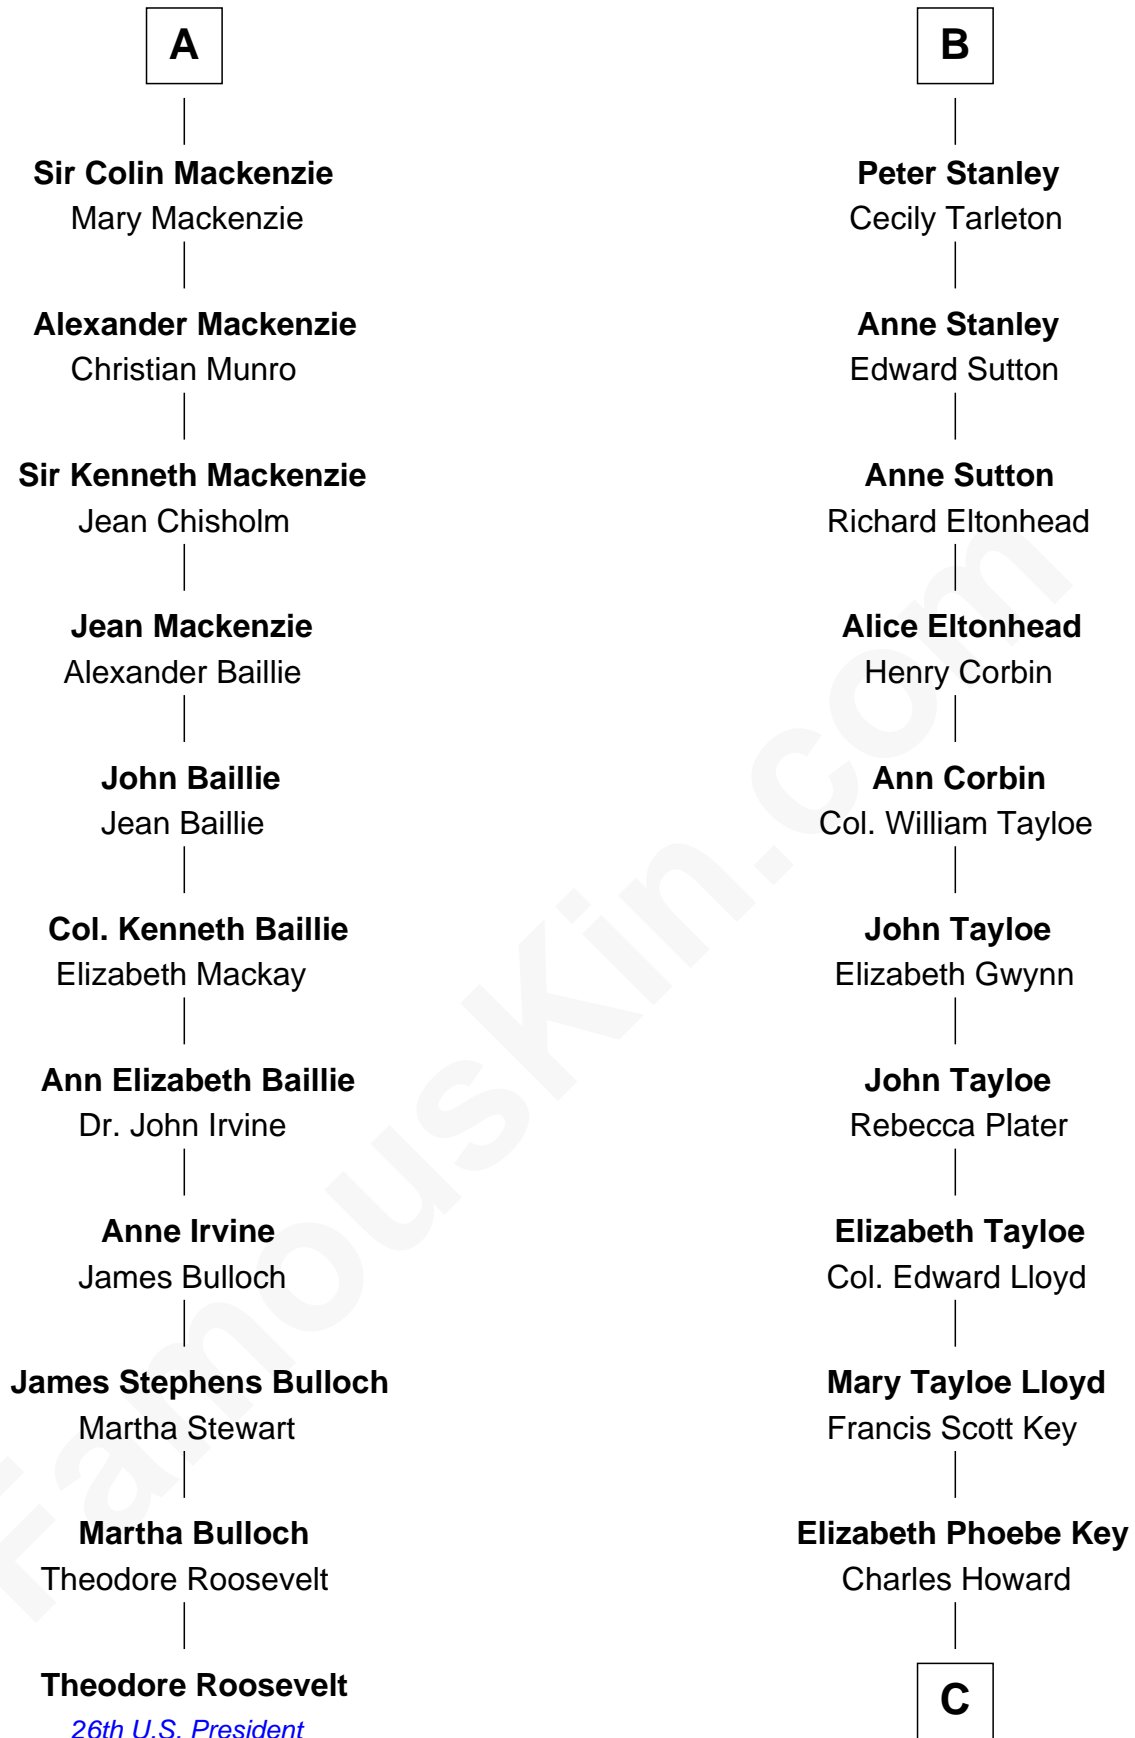 A
Sir Colin Mackenzie
Mary Mackenzie
Alexander Mackenzie
Christian Munro
Sir Kenneth Mackenzie
Jean Chisholm
Jean Mackenzie
Alexander Baillie
John Baillie
Jean Baillie
Col. Kenneth Baillie
Elizabeth Mackay
Ann Elizabeth Baillie
Dr. John Irvine
Anne Irvine
James Bulloch
James Stephens Bulloch
Martha Stewart
Martha Bulloch
Theodore Roosevelt
Theodore Roosevelt
26th U.S. President
B
Peter Stanley
Cecily Tarleton
Anne Stanley
Edward Sutton
Anne Sutton
Richard Eltonhead
Alice Eltonhead
Henry Corbin
Ann Corbin
Col. William Tayloe
John Tayloe
Elizabeth Gwynn
John Tayloe
Rebecca Plater
Elizabeth Tayloe
Col. Edward Lloyd
Mary Tayloe Lloyd
Francis Scott Key
Elizabeth Phoebe Key
Charles Howard
C
FamousKin.com